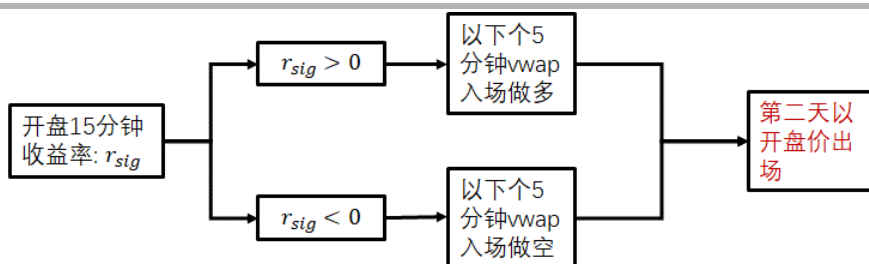 开盘15分钟
收益率: r_sig
r_sig > 0
以下个5
分钟vwap
入场做多
r_sig < 0
以下个5
分钟vwap
入场做空
第二天以
开盘价出
场